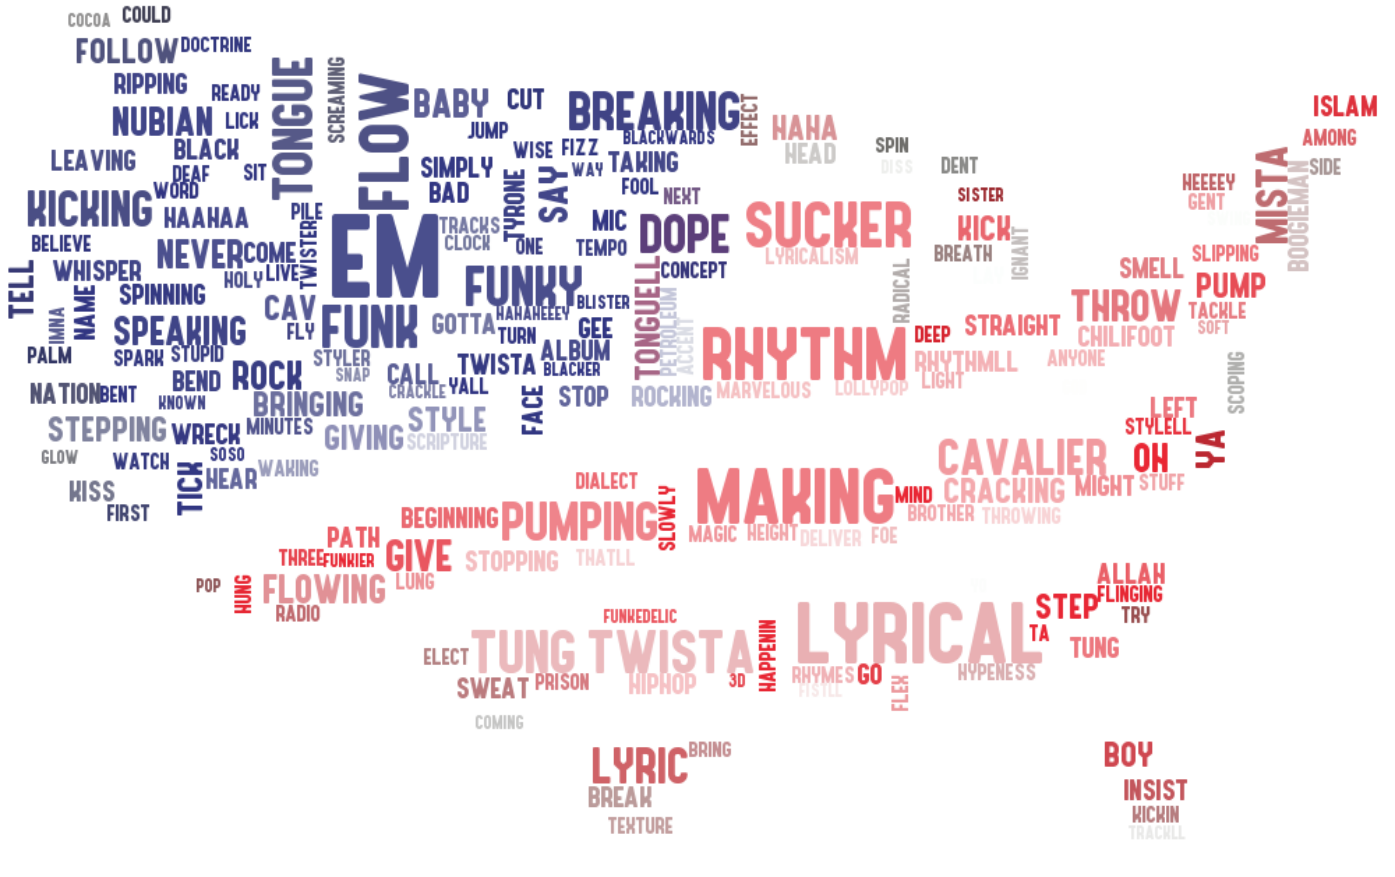 COCOA COULD
FOLLOW DOCTRINE
RIPPING READY TONGUE SCREAMING FLOW BABY CUT BREAKING EFFECT HAHA ISLAM
NUBIAN LICK JUMP BLACKWARDS AMONG
LEAVING BLACK WISE FIZZ TAKING HEAD SPIN MISTA BOOGIEMAN SIDE
DEAF SIT SIMPLY WAY DISS DENT
WORD BAD TYRONE SAY FOOL NEXT SISTER HEEEEY
KICKING HAAHAA PILE EM TRACKS MIC DOPE SUCKER KICK IGNANT GENT
BELIEVE NEVER COME TWISTER CLOCK ONE TEMPO LYRICALISM BREATH SLIPPING
TELL WHISPER HOLY LIVE FUNKY TONGUELL CONCEPT RADICAL SMELL PUMP
IMNA NAME SPINNING CAV HAHAHEEEY BLISTER PETROLEUM ACCENT THROW TACKLE
SPEAKING FLY FUNK GOTTA TURN GEE RHYTHM DEEP STRAIGHT CHILIFOOT SOFT
PALM SPARK STUPID STYLER TWISTA ALBUM RHYTHMLL ANYONE SCOPING
BEND ROCK SNAP CALL BLACKER LIGHT
NATION BENT KNOWN BRINGING CRACKLE YALL FACE STOP ROCKING MARVELOUS LOLLYPOP LEFT
STEPPING WRECK MINUTES GIVING STYLE STYLELL YA
GLOW WATCH SOSO SCRIPTURE CAVALIER OH
KISS TICK HEAR WAKING DIALECT SLOWLY MAKING MIND CRACKING MIGHT STUFF
FIRST BEGINNING PUMPING BROTHER THROWING
PATH MAGIC HEIGHT DELIVER FOE
THREE FUNKIER GIVE STOPPING THATLL
POP HUNG FLOWING LUNG ALLAH
RADIO FUNKEDELIC HAPPENIN LYRICAL STEP FLINGING
TRY
ELECT TUNG TWISTA TA TUNG
SWEAT PRISON HIPHOP 3D RHYMES GO FLEX HYPENESS
FISTLL
COMING
LYRIC BRING BOY
BREAK INSIST
TEXTURE KICKIN
TRACKLL